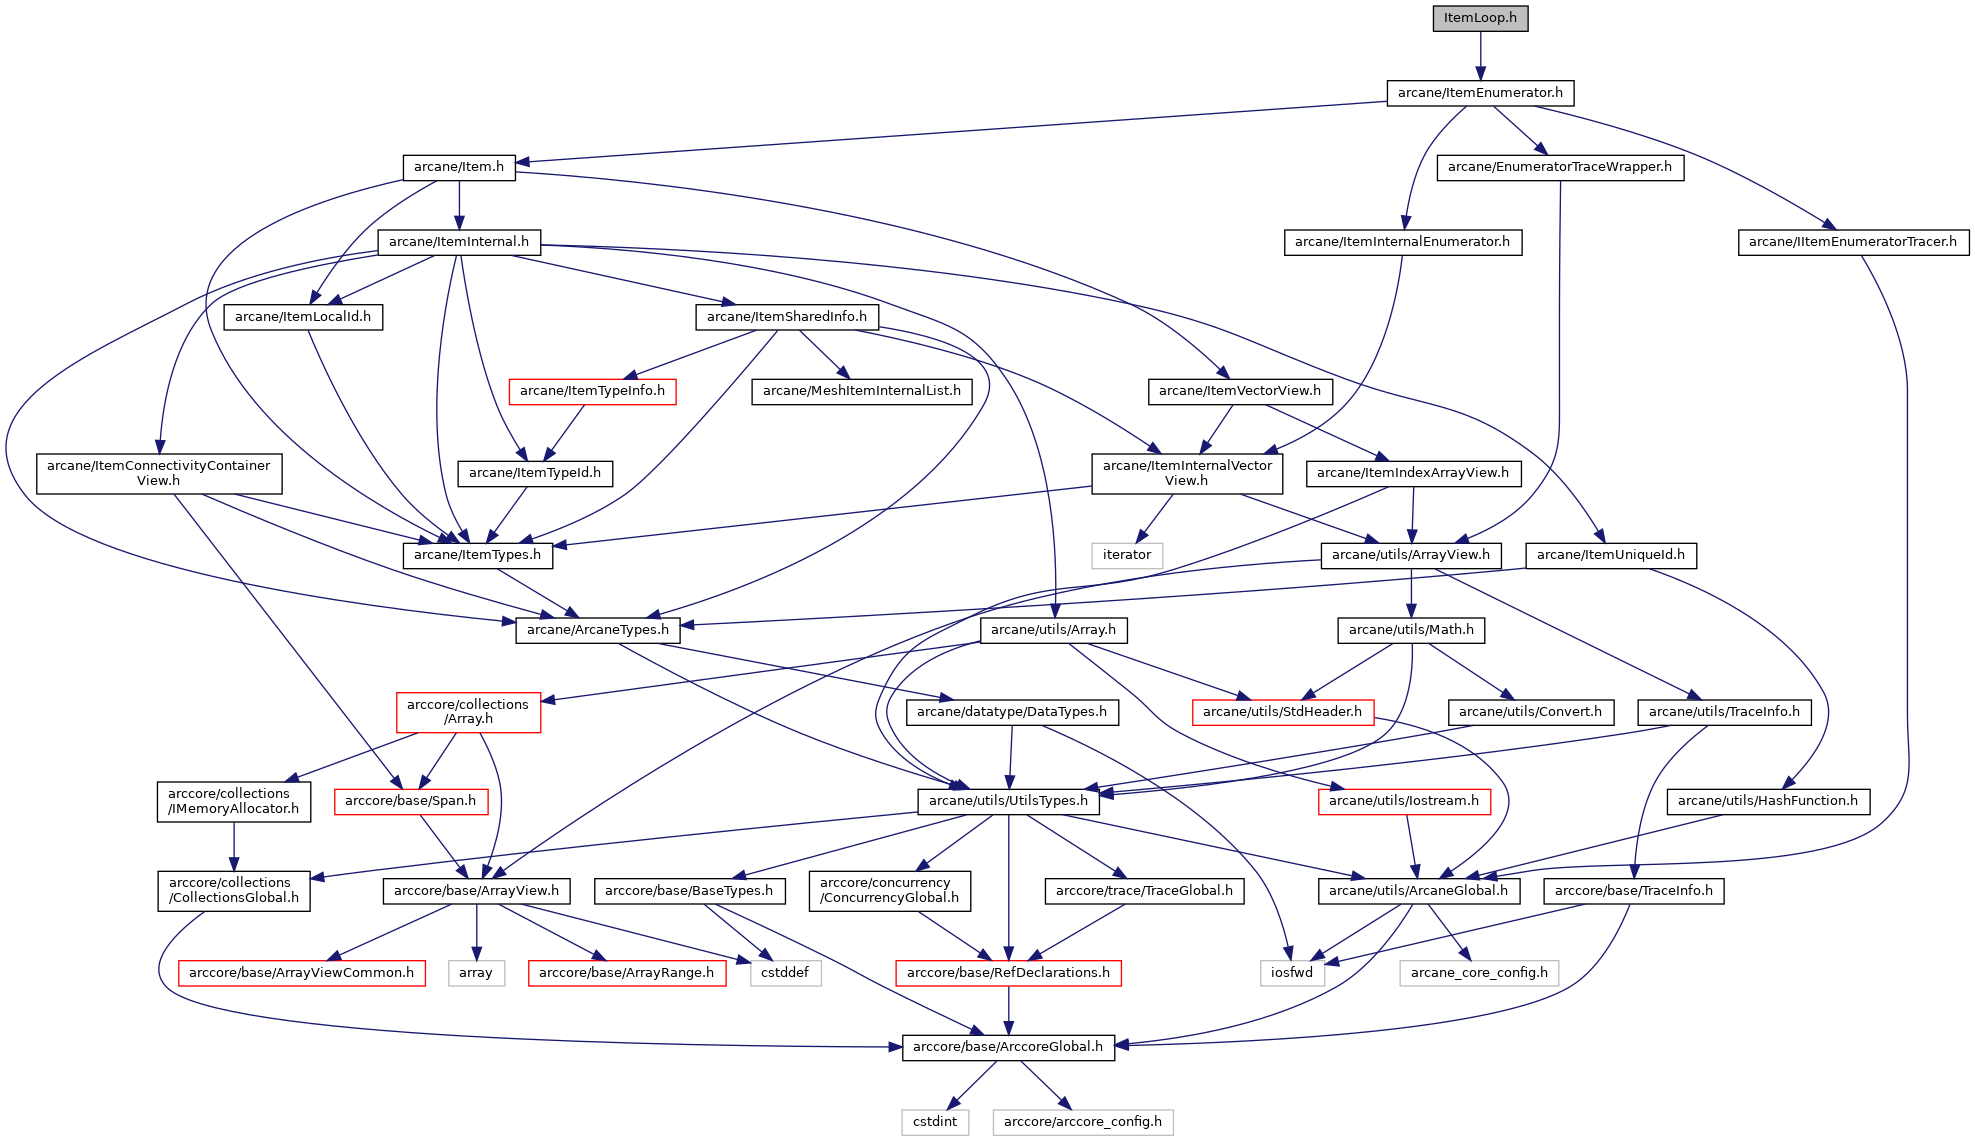 ItemLoop.h
arcane/ItemEnumerator.h
arcane/Item.h
arcane/EnumeratorTraceWrapper.h
arcane/ItemInternal.h
arcane/ItemInternalEnumerator.h
arcane/IItemEnumeratorTracer.h
arcane/ItemLocalId.h
arcane/ItemSharedInfo.h
arcane/ItemTypeInfo.h
arcane/MeshItemInternalList.h
arcane/ItemVectorView.h
arcane/ItemConnectivityContainer
View.h
arcane/ItemTypeId.h
arcane/ItemInternalVector
View.h
arcane/ItemIndexArrayView.h
arcane/ItemTypes.h
iterator
arcane/utils/ArrayView.h
arcane/ItemUniqueId.h
arcane/ArcaneTypes.h
arcane/utils/Array.h
arcane/utils/Math.h
arccore/collections
/Array.h
arcane/datatype/DataTypes.h
arcane/utils/StdHeader.h
arcane/utils/Convert.h
arcane/utils/TraceInfo.h
arccore/collections
/IMemoryAllocator.h
arccore/base/Span.h
arcane/utils/UtilsTypes.h
arcane/utils/Iostream.h
arcane/utils/HashFunction.h
arccore/collections
/CollectionsGlobal.h
arccore/base/ArrayView.h
arccore/base/BaseTypes.h
arccore/concurrency
/ConcurrencyGlobal.h
arccore/trace/TraceGlobal.h
arcane/utils/ArcaneGlobal.h
arccore/base/TraceInfo.h
arccore/base/ArrayViewCommon.h
array
arccore/base/ArrayRange.h
cstddef
arccore/base/RefDeclarations.h
iosfwd
arcane_core_config.h
arccore/base/ArccoreGlobal.h
cstdint
arccore/arccore_config.h